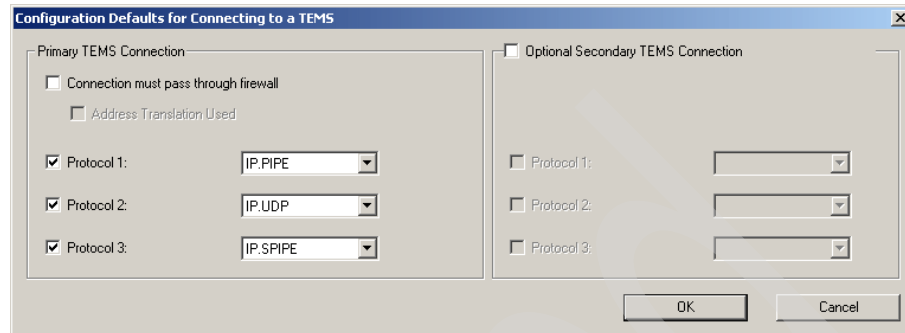 Configuration Defaults for Connecting to a TEMS
Primary TEMS Connection
Connection must pass through firewall
Address Translation Used
Protocol 1: IP.PIPE
Protocol 2: IP.UDP
Protocol 3: IP.SPIPE
Optional Secondary TEMS Connection
Protocol 1:
Protocol 2:
Protocol 3:
OK Cancel